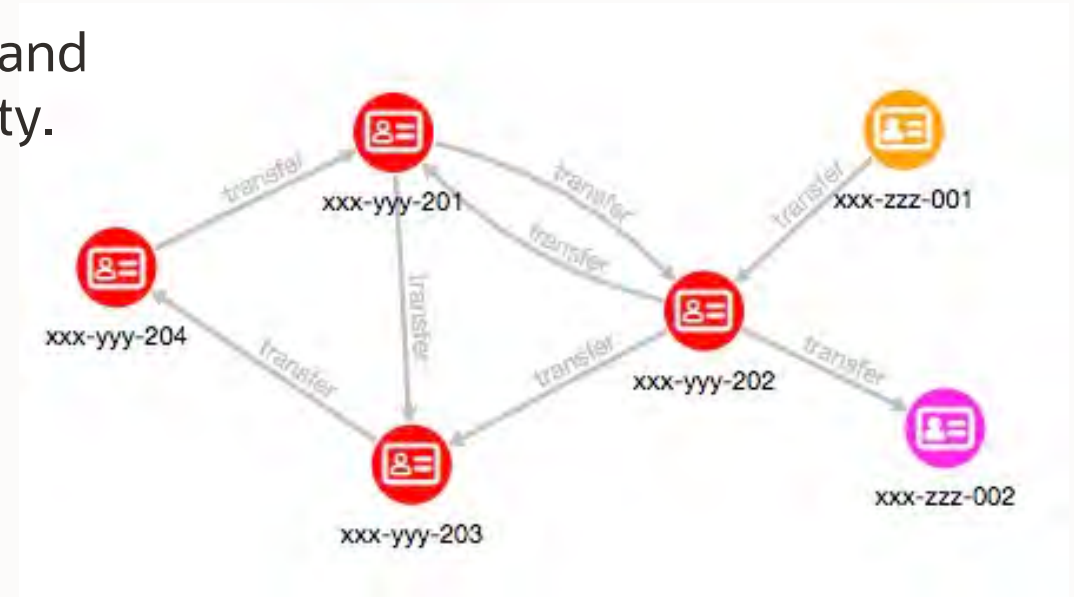 and
ty.
transfer
xxx-yyy-201
transfer
transfer
transfer
xxx-zzz-001
xxx-yyy-204
transfer
transfer
transfer
xxx-yyy-202
transfer
transfer
xxx-zzz-002
xxx-yyy-203